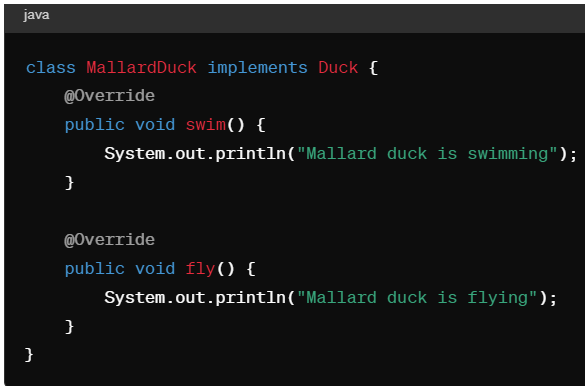 java
class MallardDuck implements Duck {
    @Override
    public void swim() {
        System.out.println("Mallard duck is swimming");
    }

    @Override
    public void fly() {
        System.out.println("Mallard duck is flying");
    }
}